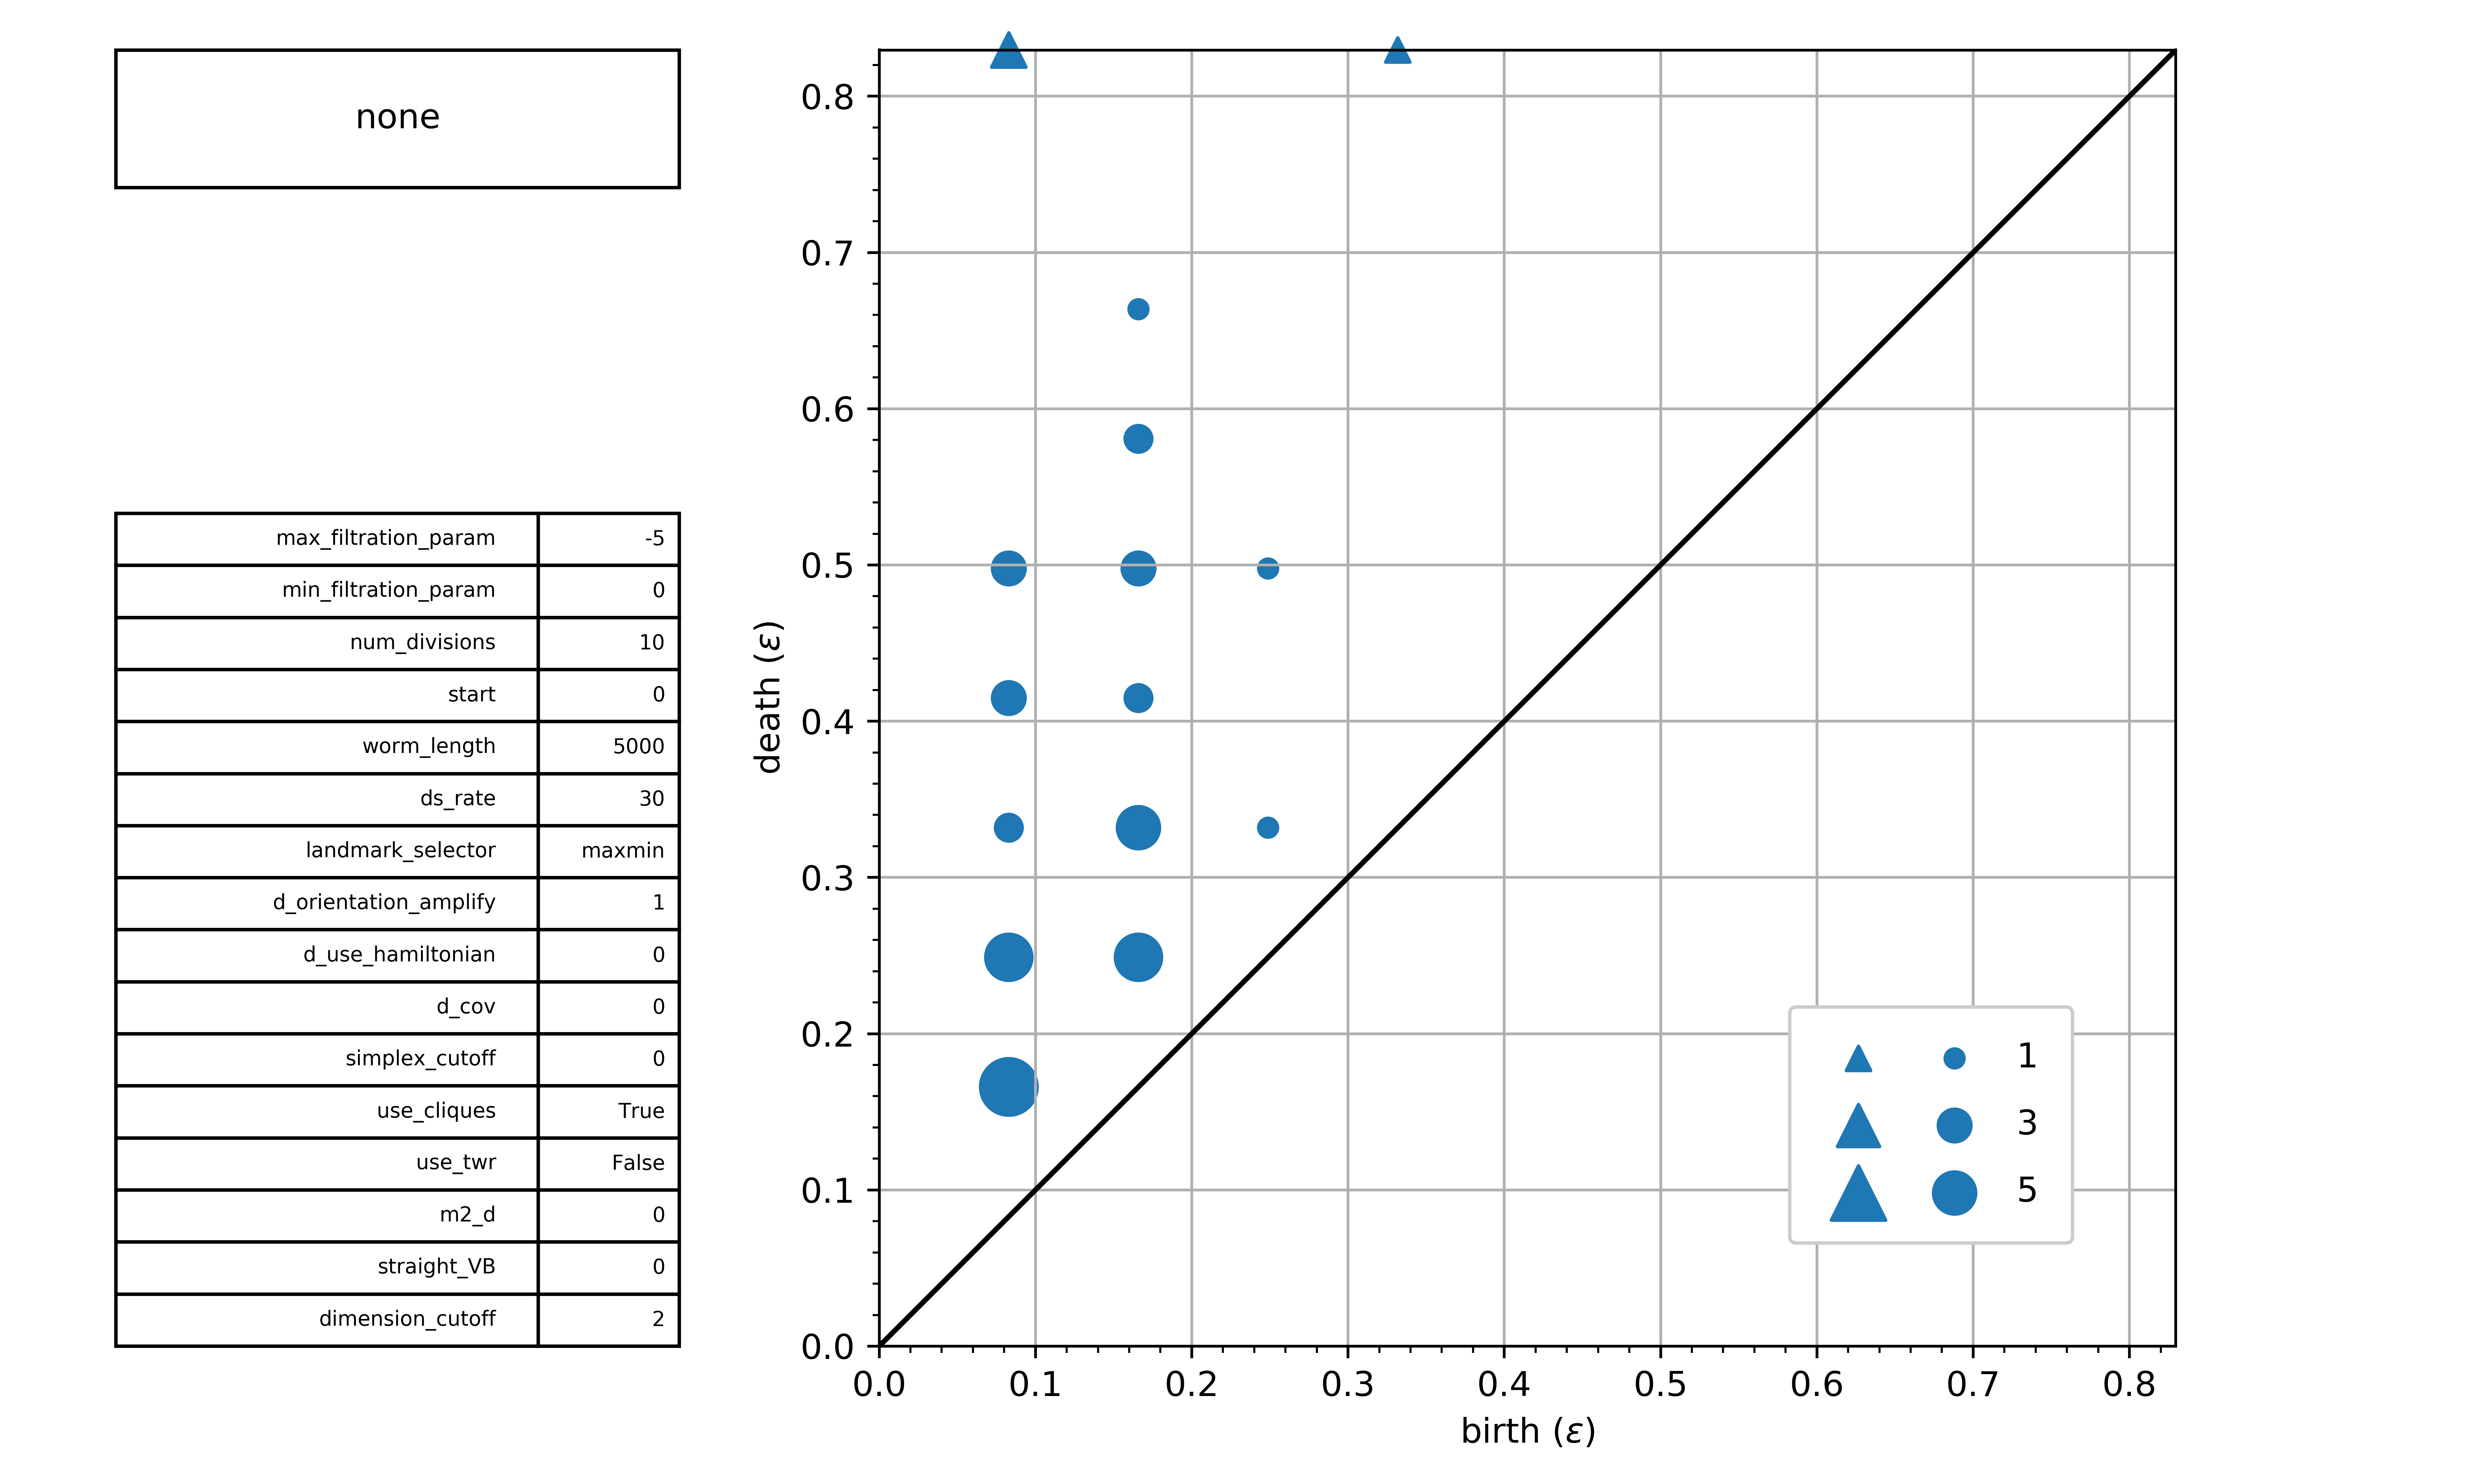 none
max_filtration_param -5
min_filtration_param 0
num_divisions 10
start 0
worm_length 5000
ds_rate 30
landmark_selector maxmin
d_orientation_amplify 1
d_use_hamiltonian 0
d_cov 0
simplex_cutoff 0
use_cliques True
use_twr False
m2_d 0
straight_VB 0
dimension_cutoff 2
death (ε)
0.8
0.7
0.6
0.5
0.4
0.3
0.2
0.1
0.0
0.0 0.1 0.2 0.3 0.4 0.5 0.6 0.7 0.8
birth (ε)
1
3
5